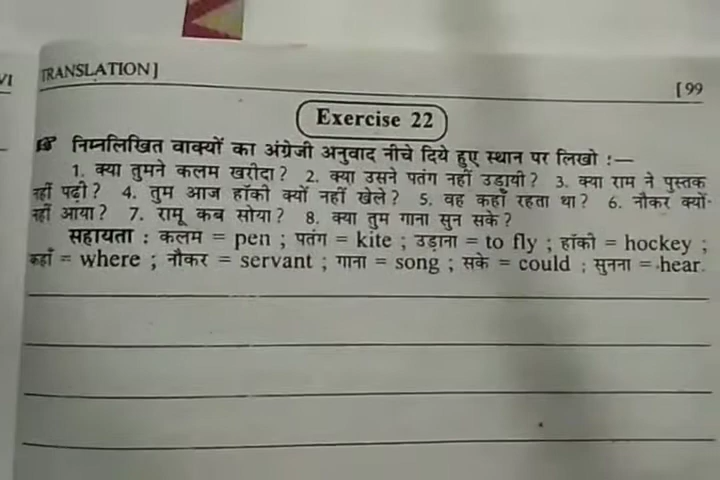 VI
TRANSLATION]
[ 99
Exercise 22
☞ निम्नलिखित वाक्यों का अंग्रेजी अनुवाद नीचे दिये हुए स्थान पर लिखो :—
1. क्या तुमने कलम खरीदा? 2. क्या उसने पतंग नहीं उड़ायी? 3. क्या राम ने पुस्तक
नहीं पढ़ी? 4. तुम आज हॉकी क्यों नहीं खेले? 5. वह कहाँ रहता था? 6. नौकर क्यों
नहीं आया? 7. रामू कब सोया? 8. क्या तुम गाना सुन सके?
सहायता : कलम = pen ; पतंग = kite ; उड़ाना = to fly ; हॉकी = hockey ;
कहाँ = where ; नौकर = servant ; गाना = song ; सके = could ; सुनना = hear.